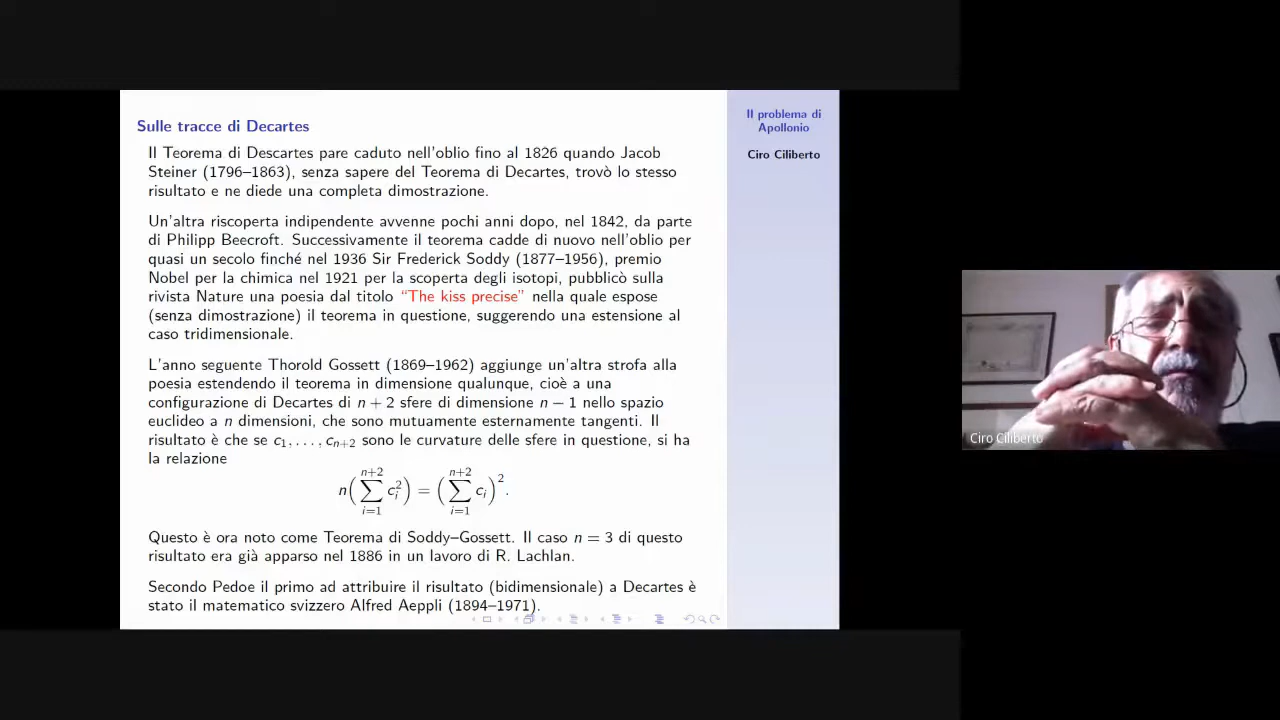 Sulle tracce di Decartes
Il Teorema di Descartes pare caduto nell'oblio fino al 1826 quando Jacob
Steiner (1796–1863), senza sapere del Teorema di Decartes, trovò lo stesso
risultato e ne diede una completa dimostrazione.
Un'altra riscoperta indipendente avvenne pochi anni dopo, nel 1842, da parte
di Philipp Beecroft. Successivamente il teorema cadde di nuovo nell'oblio per
quasi un secolo finché nel 1936 Sir Frederick Soddy (1877–1956), premio
Nobel per la chimica nel 1921 per la scoperta degli isotopi, pubblicò sulla
rivista Nature una poesia dal titolo “The kiss precise” nella quale espose
(senza dimostrazione) il teorema in questione, suggerendo una estensione al
caso tridimensionale.
L'anno seguente Thorold Gossett (1869–1962) aggiunge un'altra strofa alla
poesia estendendo il teorema in dimensione qualunque, cioè a una
configurazione di Decartes di n + 2 sfere di dimensione n − 1 nello spazio
euclideo a n dimensioni, che sono mutuamente esternamente tangenti. Il
risultato è che se c₁, . . . , cₙ₊₂ sono le curvature delle sfere in questione, si ha
la relazione
n(∑ᵢ₌₁ⁿ⁺² cᵢ²) = (∑ᵢ₌₁ⁿ⁺² cᵢ)².
Questo è ora noto come Teorema di Soddy–Gossett. Il caso n = 3 di questo
risultato era già apparso nel 1886 in un lavoro di R. Lachlan.
Secondo Pedoe il primo ad attribuire il risultato (bidimensionale) a Decartes è
stato il matematico svizzero Alfred Aeppli (1894–1971).
Il problema di
Apollonio
Ciro Ciliberto
Ciro Ciliberto